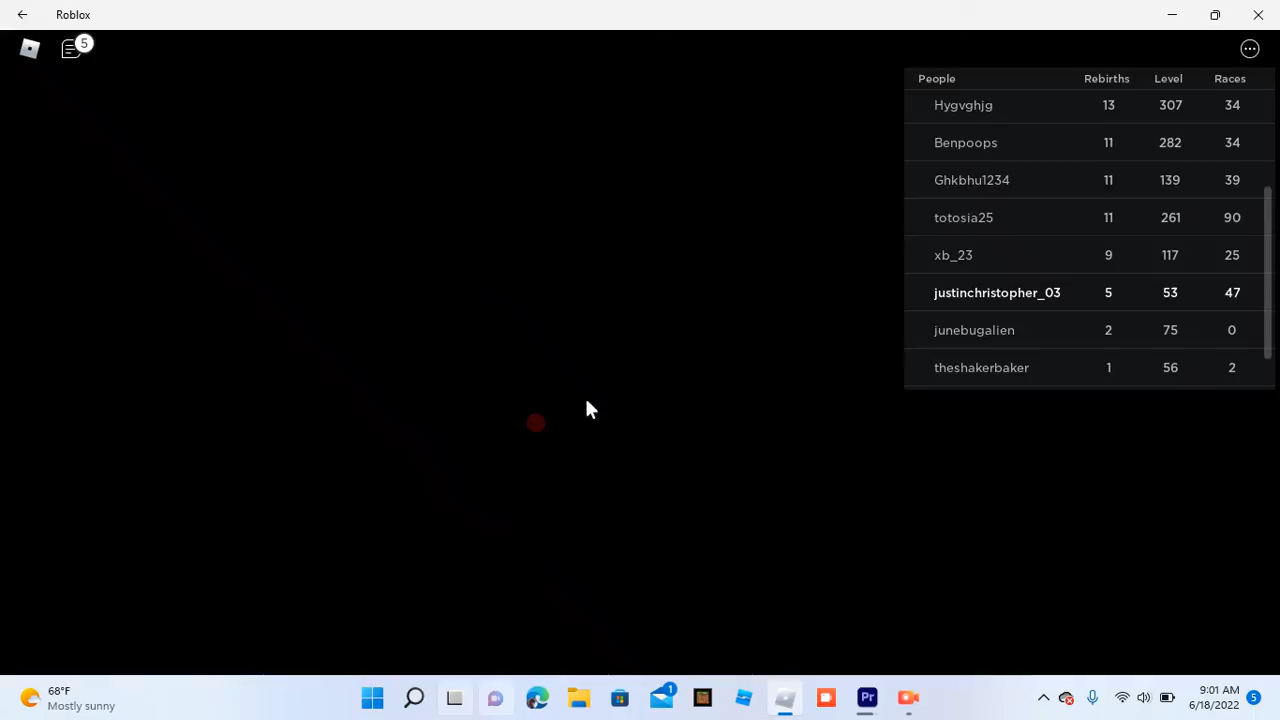 Roblox
5
People Rebirths Level Races
Hygvghjg 13 307 34
Benpoops 11 282 34
Ghkbhu1234 11 139 39
totosia25 11 261 90
xb_23 9 117 25
justinchristopher_03 5 53 47
junebugalien 2 75 0
theshakerbaker 1 56 2
68°F
Mostly sunny
1
Pr
9:01 AM
6/18/2022
5